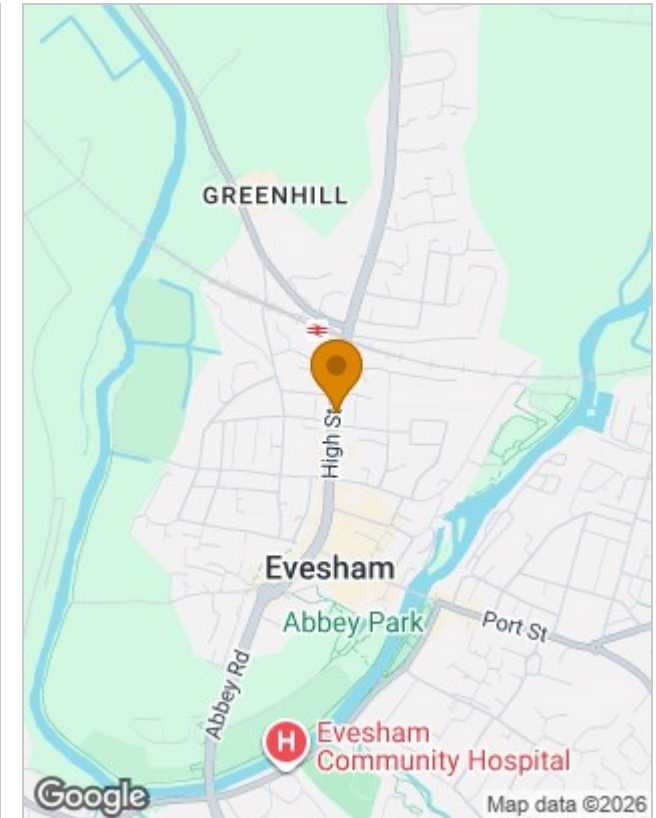 GREENHILL
High St
Evesham
Abbey Park
Port St
Abbey Rd
H
Evesham
Community Hospital
Google
Map data ©2026